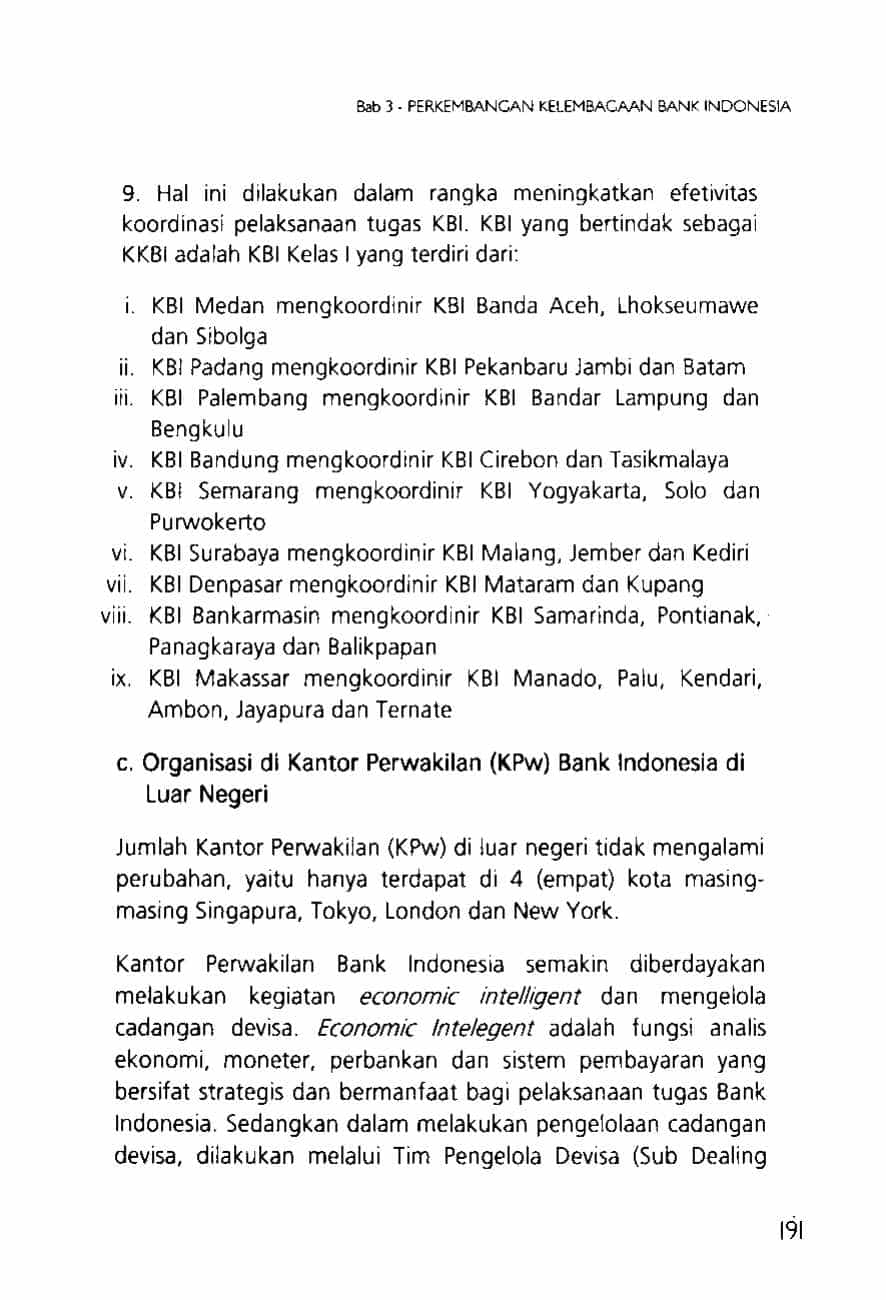 Bab 3 - PERKEMBANGAN KELEMBAGAAN BANK INDONESIA
9. Hal ini dilakukan dalam rangka meningkatkan efetivitas
koordinasi pelaksanaan tugas KBI. KBI yang bertindak sebagai
KKBI adalah KBI Kelas I yang terdiri dari:
i. KBI Medan mengkoordinir KBI Banda Aceh, Lhokseumawe
dan Sibolga
ii. KBI Padang mengkoordinir KBI Pekanbaru Jambi dan Batam
iii. KBI Palembang mengkoordinir KBI Bandar Lampung dan
Bengkulu
iv. KBI Bandung mengkoordinir KBI Cirebon dan Tasikmalaya
v. KBI Semarang mengkoordinir KBI Yogyakarta, Solo dan
Purwokerto
vi. KBI Surabaya mengkoordinir KBI Malang, Jember dan Kediri
vii. KBI Denpasar mengkoordinir KBI Mataram dan Kupang
viii. KBI Bankarmasin mengkoordinir KBI Samarinda, Pontianak,
Panagkaraya dan Balikpapan
ix. KBI Makassar mengkoordinir KBI Manado, Palu, Kendari,
Ambon, Jayapura dan Ternate
c. Organisasi di Kantor Perwakilan (KPw) Bank Indonesia di
Luar Negeri
Jumlah Kantor Perwakilan (KPw) di luar negeri tidak mengalami
perubahan, yaitu hanya terdapat di 4 (empat) kota masing-
masing Singapura, Tokyo, London dan New York.
Kantor Perwakilan Bank Indonesia semakin diberdayakan
melakukan kegiatan economic intelligent dan mengelola
cadangan devisa. Economic Intelegent adalah fungsi analis
ekonomi, moneter, perbankan dan sistem pembayaran yang
bersifat strategis dan bermanfaat bagi pelaksanaan tugas Bank
Indonesia. Sedangkan dalam melakukan pengelolaan cadangan
devisa, dilakukan melalui Tim Pengelola Devisa (Sub Dealing
191